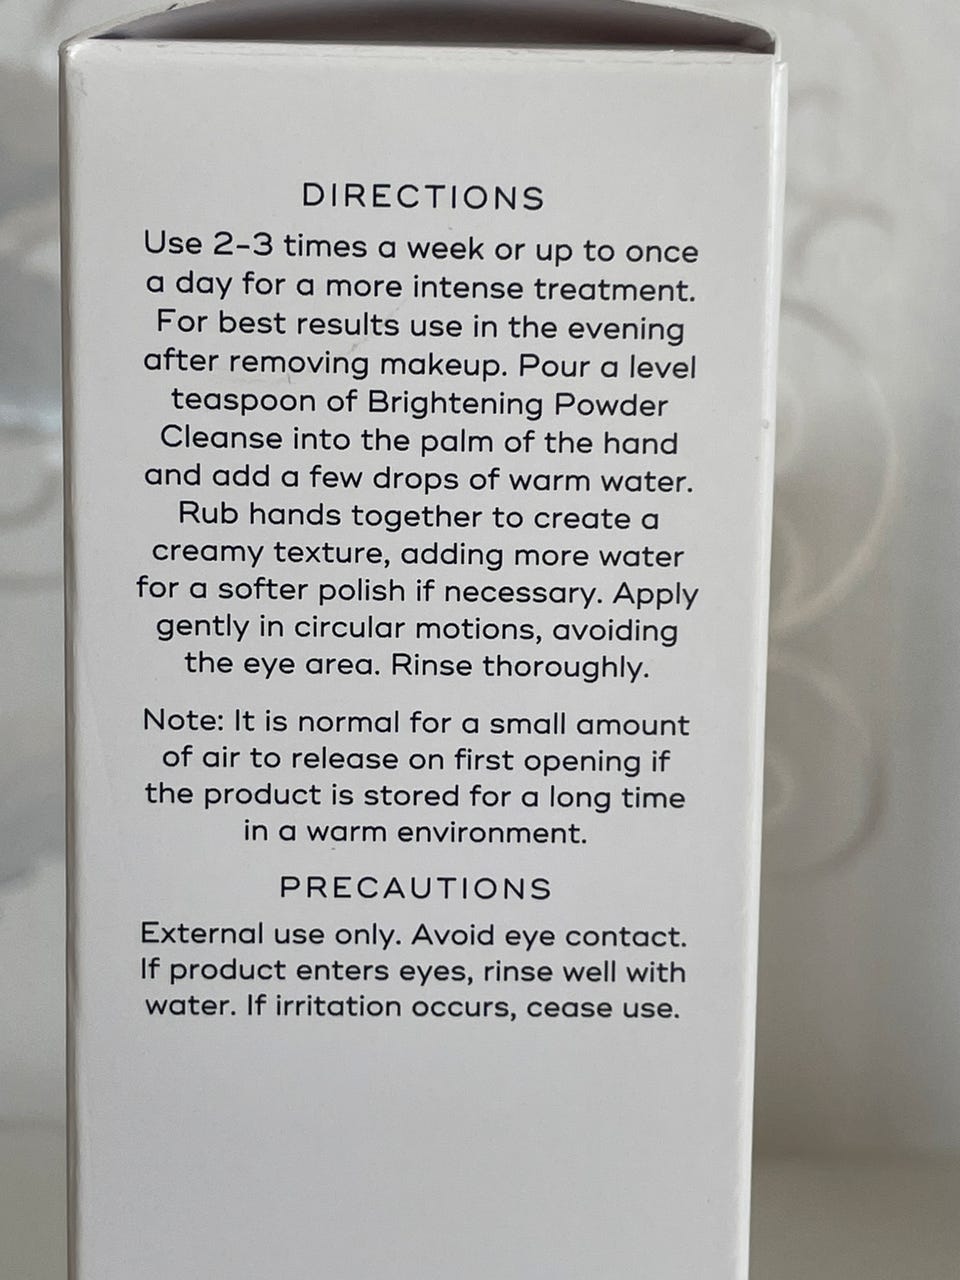 DIRECTIONS
Use 2-3 times a week or up to once
a day for a more intense treatment.
For best results use in the evening
after removing makeup. Pour a level
teaspoon of Brightening Powder
Cleanse into the palm of the hand
and add a few drops of warm water.
Rub hands together to create a
creamy texture, adding more water
for a softer polish if necessary. Apply
gently in circular motions, avoiding
the eye area. Rinse thoroughly.
Note: It is normal for a small amount
of air to release on first opening if
the product is stored for a long time
in a warm environment.
PRECAUTIONS
External use only. Avoid eye contact.
If product enters eyes, rinse well with
water. If irritation occurs, cease use.